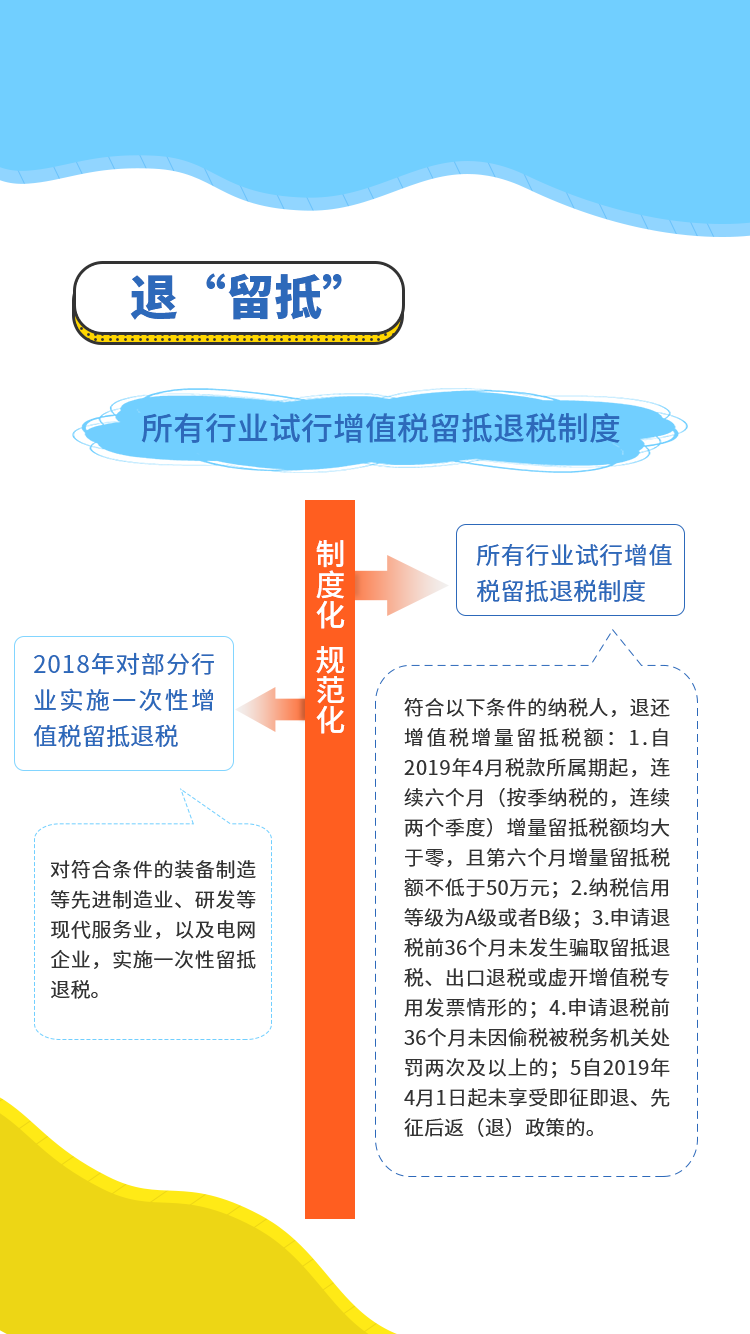 退“留抵”
所有行业试行增值税留抵退税制度
制度化 规范化
所有行业试行增值
税留抵退税制度
2018年对部分行
业实施一次性增
值税留抵退税
对符合条件的装备制造
等先进制造业、研发等
现代服务业，以及电网
企业，实施一次性留抵
退税。
符合以下条件的纳税人，退还
增值税增量留抵税额：1.自
2019年4月税款所属期起，连
续六个月（按季纳税的，连续
两个季度）增量留抵税额均大
于零，且第六个月增量留抵税
额不低于50万元；2.纳税信用
等级为A级或者B级；3.申请退
税前36个月未发生骗取留抵退
税、出口退税或虚开增值税专
用发票情形的；4.申请退税前
36个月未因偷税被税务机关处
罚两次及以上的；5自2019年
4月1日起未享受即征即退、先
征后返（退）政策的。